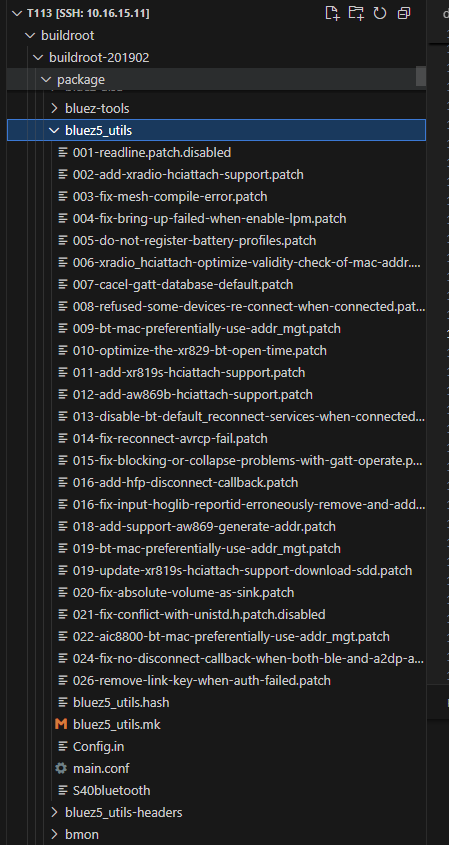 T113 [SSH: 10.16.15.11]
buildroot
buildroot-201902
package
bluez-tools
bluez5_utils
001-readline.patch.disabled
002-add-xradio-hciattach-support.patch
003-fix-mesh-compile-error.patch
004-fix-bring-up-failed-when-enable-lpm.patch
005-do-not-register-battery-profiles.patch
006-xradio_hciattach-optimize-validity-check-of-mac-addr....
007-cacel-gatt-database-default.patch
008-refused-some-devices-re-connect-when-connected.pat...
009-bt-mac-preferentially-use-addr_mgt.patch
010-optimize-the-xr829-bt-open-time.patch
011-add-xr819s-hciattach-support.patch
012-add-aw869b-hciattach-support.patch
013-disable-bt-default_reconnect-services-when-connected...
014-fix-reconnect-avrcp-fail.patch
015-fix-blocking-or-collapse-problems-with-gatt-operate.p...
016-add-hfp-disconnect-callback.patch
016-fix-input-hoglib-reportid-erroneously-remove-and-add...
018-add-support-aw869-generate-addr.patch
019-bt-mac-preferentially-use-addr_mgt.patch
019-update-xr819s-hciattach-support-download-sdd.patch
020-fix-absolute-volume-as-sink.patch
021-fix-conflict-with-unistd.h.patch.disabled
022-aic8800-bt-mac-preferentially-use-addr_mgt.patch
024-fix-no-disconnect-callback-when-both-ble-and-a2dp-a...
026-remove-link-key-when-auth-failed.patch
bluez5_utils.hash
bluez5_utils.mk
Config.in
main.conf
S40bluetooth
bluez5_utils-headers
bmon